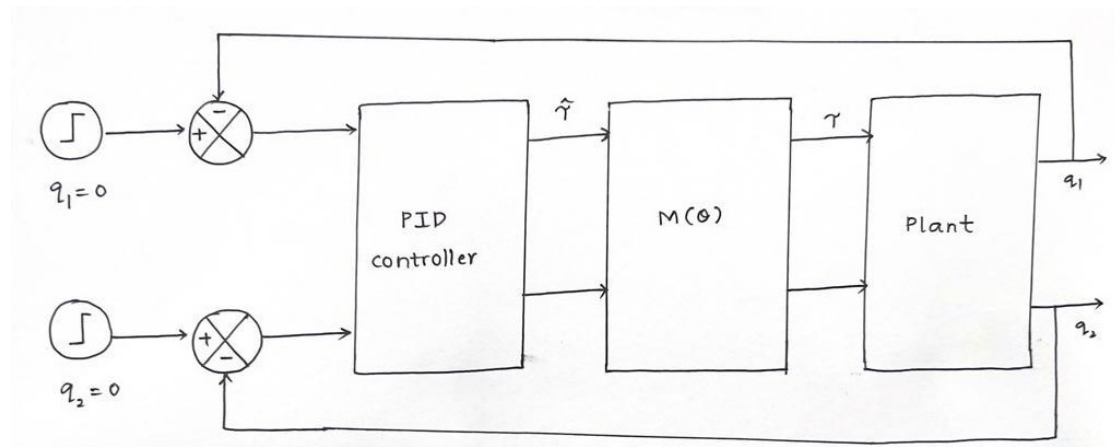 +
−
q₁ = 0
PID
controller
τ̂
M(θ)
τ
Plant
q₁
q₂ = 0
+
−
q₂